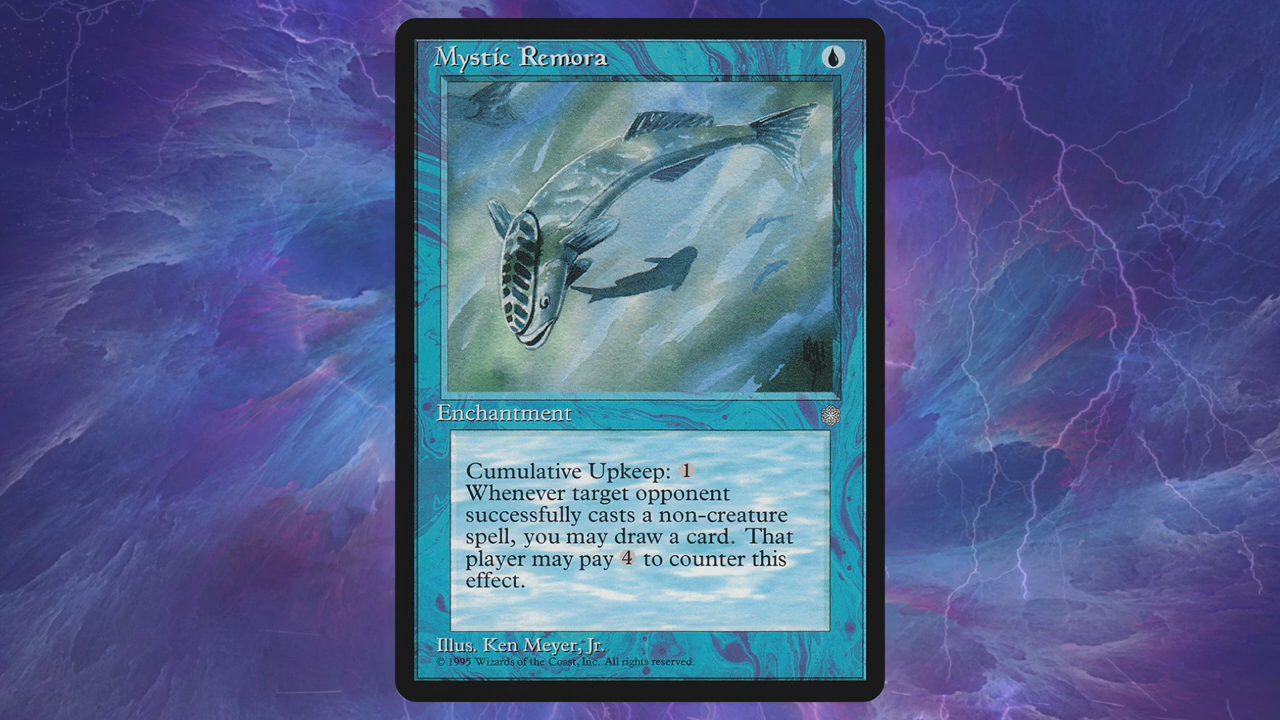 Mystic Remora
Enchantment
Cumulative Upkeep: 1
Whenever target opponent
successfully casts a non-creature
spell, you may draw a card. That
player may pay 4 to counter this
effect.
Illus. Ken Meyer, Jr.
© 1995 Wizards of the Coast, Inc. All rights reserved.